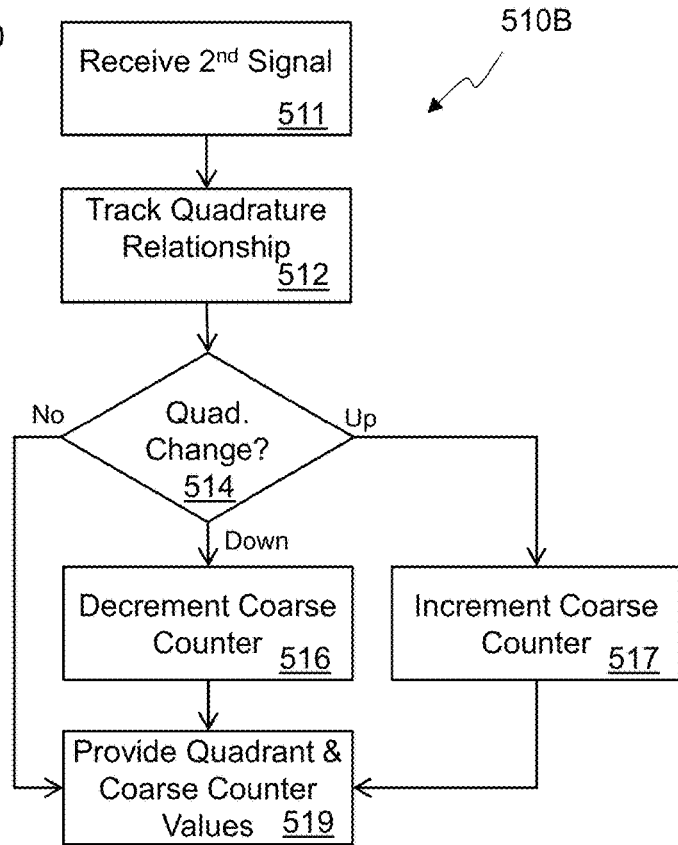 510B
Receive 2nd Signal
511
Track Quadrature
Relationship
512
No
Quad.
Change?
514
Up
Down
Decrement Coarse
Counter
516
Increment Coarse
Counter
517
Provide Quadrant &
Coarse Counter
Values 519